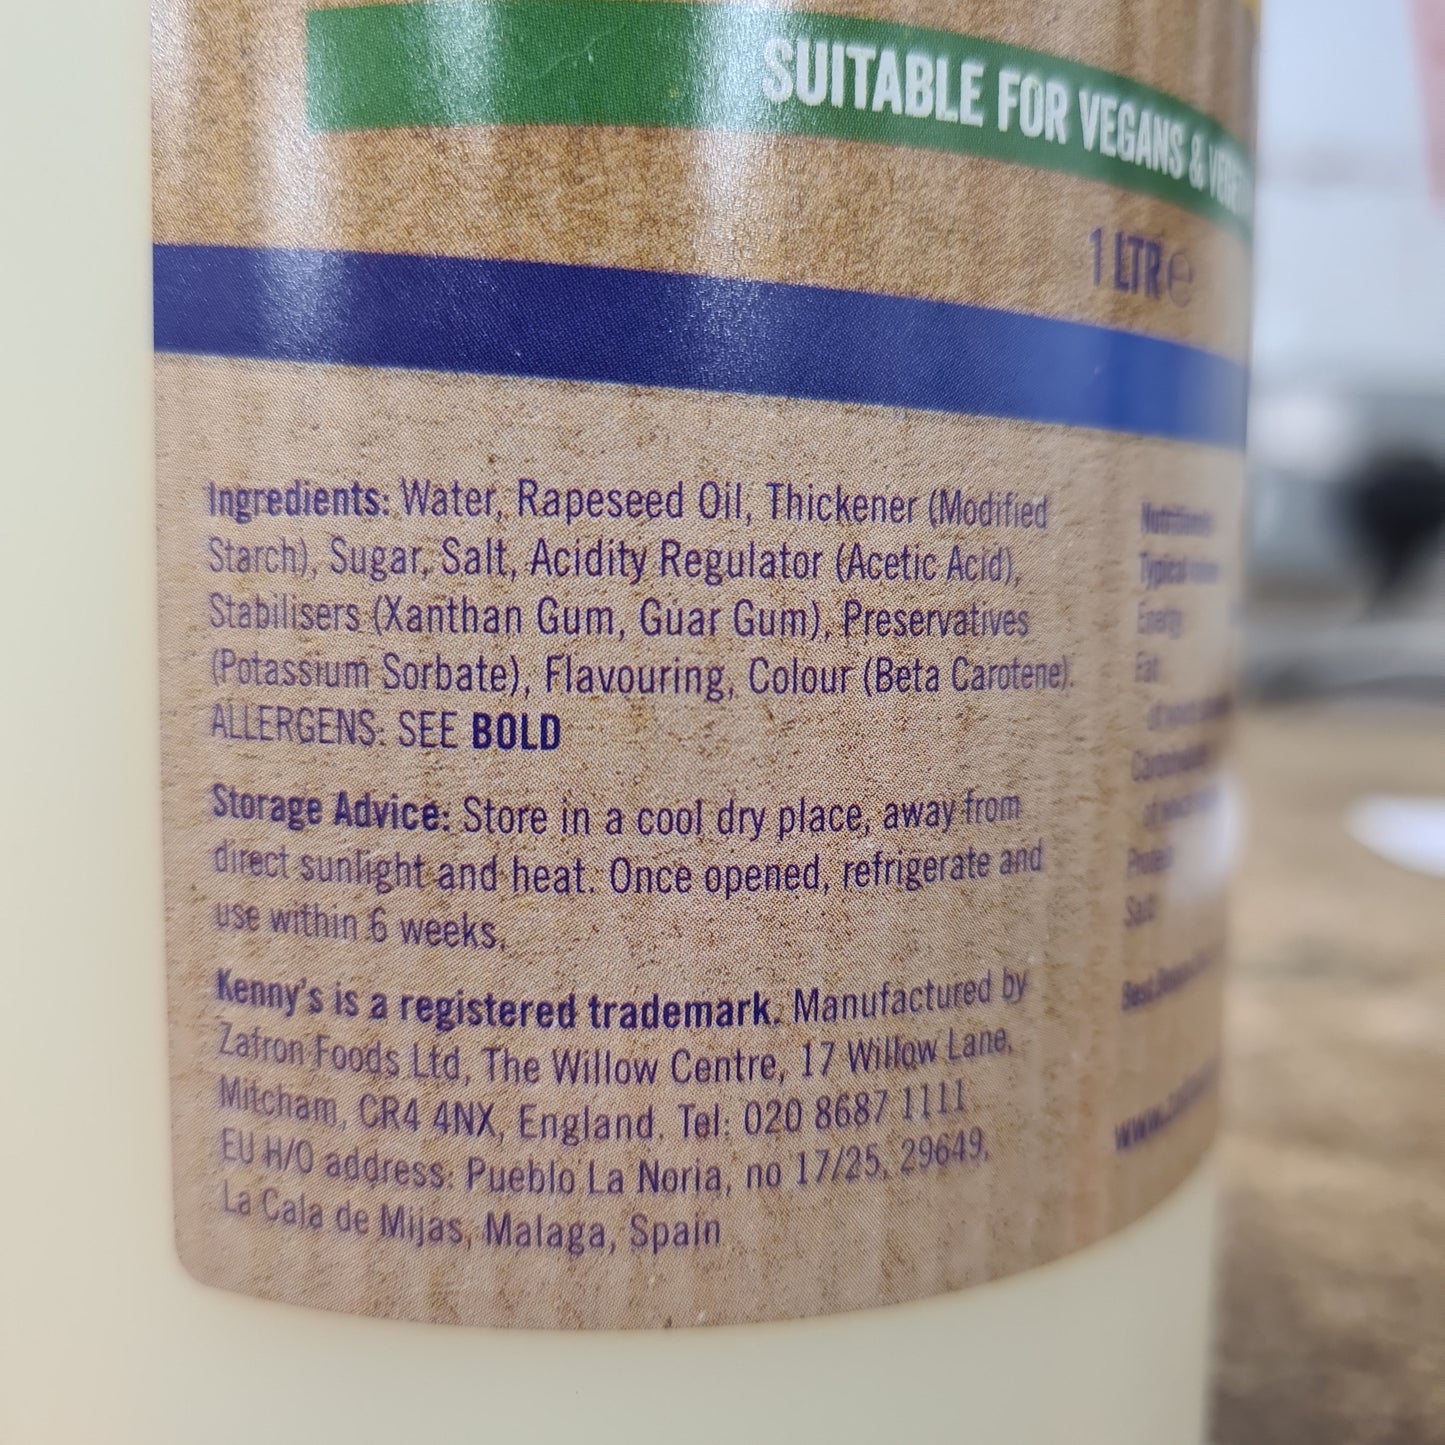 SUITABLE FOR VEGANS &
1 LTR ℮
Ingredients: Water, Rapeseed Oil, Thickener (Modified
Starch), Sugar, Salt, Acidity Regulator (Acetic Acid),
Stabilisers (Xanthan Gum, Guar Gum), Preservatives
(Potassium Sorbate), Flavouring, Colour (Beta Carotene).
ALLERGENS: SEE BOLD
Storage Advice: Store in a cool dry place, away from
direct sunlight and heat. Once opened, refrigerate and
use within 6 weeks.
Kenny's is a registered trademark. Manufactured by
Zafron Foods Ltd, The Willow Centre, 17 Willow Lane,
Mitcham, CR4 4NX, England. Tel: 020 8687 1111
EU H/O address: Pueblo La Noria, no 17/25, 29649,
La Cala de Mijas, Malaga, Spain
Typical
Energy
Fat
Salt